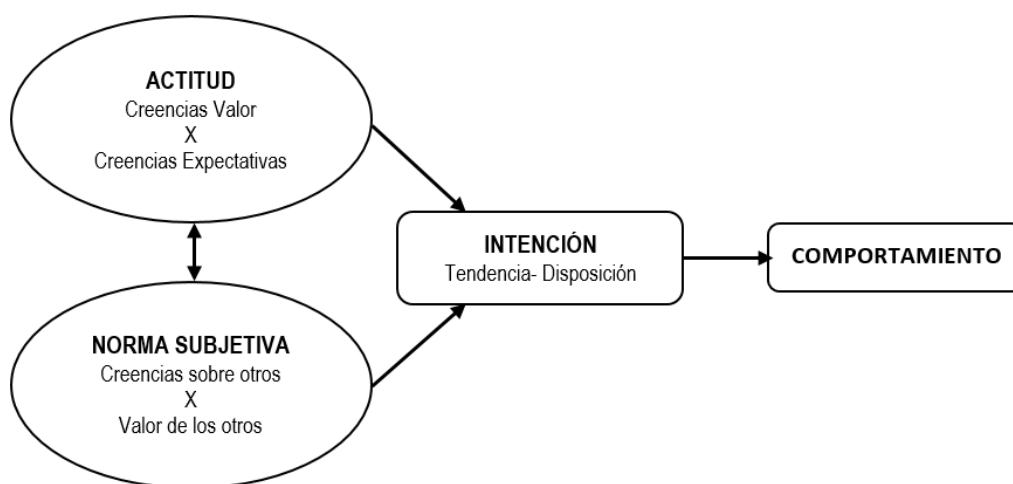 ACTITUD
Creencias Valor
X
Creencias Expectativas
INTENCIÓN
Tendencia- Disposición
COMPORTAMIENTO
NORMA SUBJETIVA
Creencias sobre otros
X
Valor de los otros